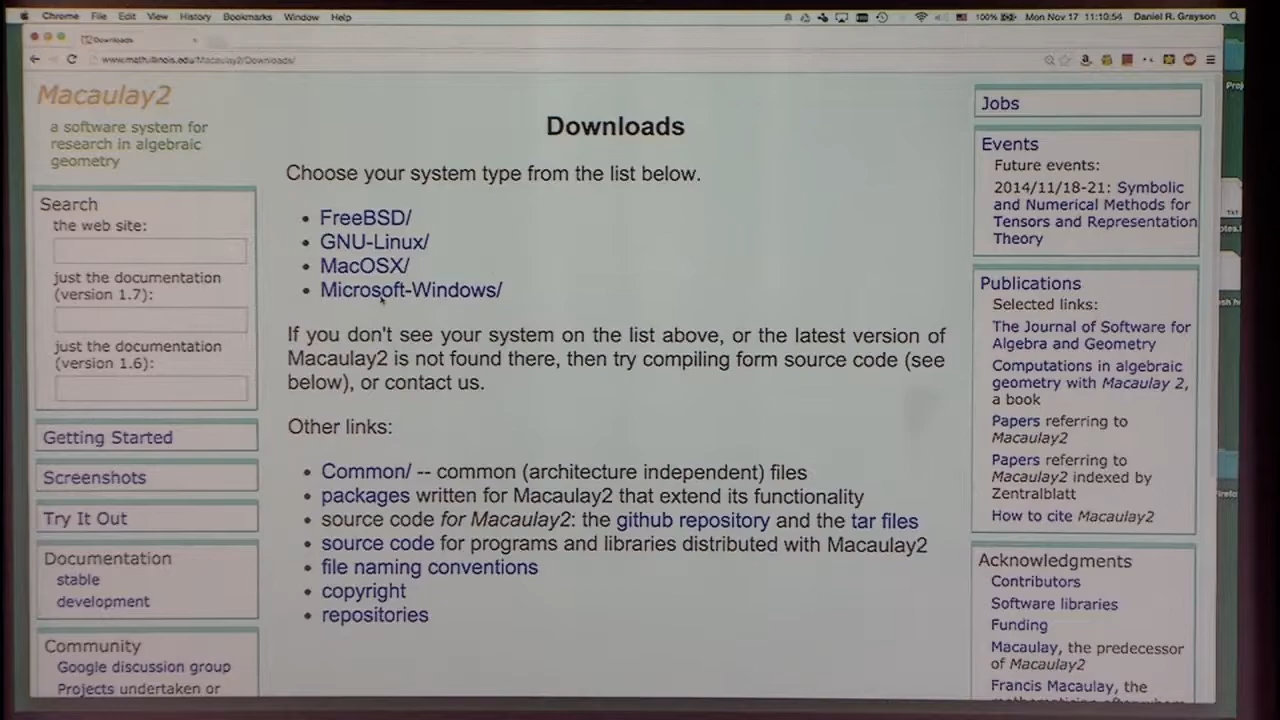 Chrome File Edit View History Bookmarks Window Help
100% Mon Nov 17 11:10:54 Daniel R. Grayson
Downloads
www.math.illinois.edu/Macaulay2/Downloads/
Macaulay2
a software system for
research in algebraic
geometry
Search
the web site:
just the documentation
(version 1.7):
just the documentation
(version 1.6):
Getting Started
Screenshots
Try It Out
Documentation
stable
development
Community
Google discussion group
Projects undertaken or
Downloads
Choose your system type from the list below.
• FreeBSD/
• GNU-Linux/
• MacOSX/
• Microsoft-Windows/
If you don't see your system on the list above, or the latest version of
Macaulay2 is not found there, then try compiling form source code (see
below), or contact us.
Other links:
• Common/ -- common (architecture independent) files
• packages written for Macaulay2 that extend its functionality
• source code for Macaulay2: the github repository and the tar files
• source code for programs and libraries distributed with Macaulay2
• file naming conventions
• copyright
• repositories
Jobs
Events
Future events:
2014/11/18-21: Symbolic
and Numerical Methods for
Tensors and Representation
Theory
Publications
Selected links:
The Journal of Software for
Algebra and Geometry
Computations in algebraic
geometry with Macaulay 2,
a book
Papers referring to
Macaulay2
Papers referring to
Macaulay2 indexed by
Zentralblatt
How to cite Macaulay2
Acknowledgments
Contributors
Software libraries
Funding
Macaulay, the predecessor
of Macaulay2
Francis Macaulay, the
TXT